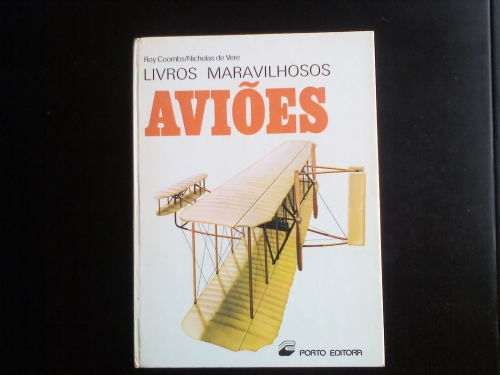 Roy Coombs/Nicholas de Vere
LIVROS MARAVILHOSOS
AVIÕES
PORTO EDITORA